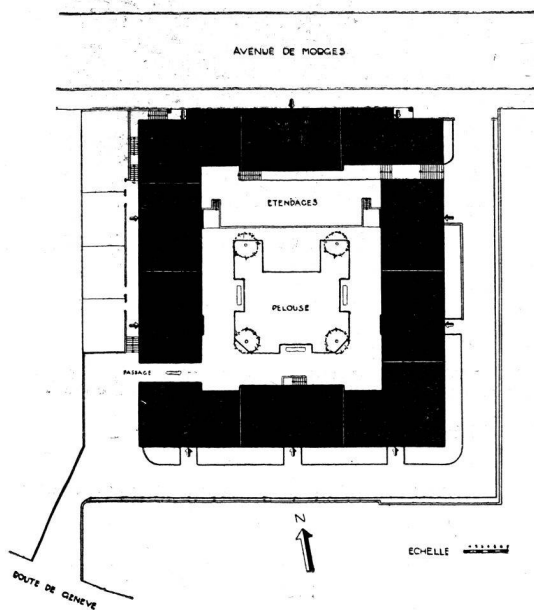 AVENUE DE MORGES
ETENDAGES
PELOUSE
PASSAGE
N
ECHELLE
ROUTE DE GENEVE